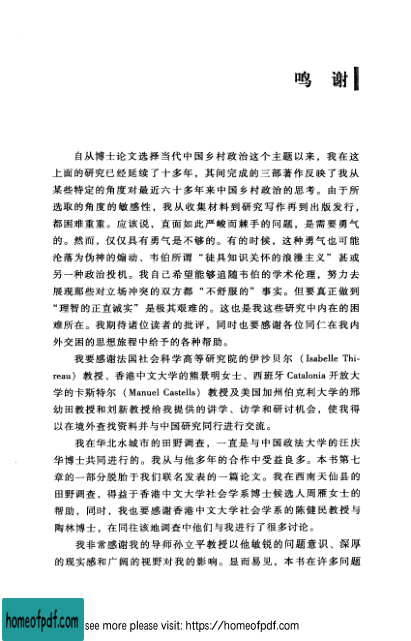 鸣 谢
自从博士论文选择当代中国乡村政治这个主题以来，我在这
上面的研究已经延续了十多年，其间完成的三部著作反映了我从
某些特定的角度对最近六十多年来中国乡村政治的思考。由于所
选取的角度的敏感性，我从收集材料到研究写作再到出版发行，
都困难重重。应该说，直面如此严峻而棘手的问题，是需要勇气
的。然而，仅仅具有勇气是不够的。有的时候，这种勇气也可能
沦落为伪神的煽动、韦伯所谓“徒具知识关怀的浪漫主义”甚或
另一种政治投机。我自己希望能够追随韦伯的学术伦理，努力去
展现那些对立场冲突的双方都“不舒服的”事实。但要真正做到
“理智的正直诚实”是极其艰难的。这也是我这些研究中内在的困
难所在。我期待诸位读者的批评，同时也要感谢各位同仁在我内
外交困的思想旅程中给予的各种帮助。
我要感谢法国社会科学高等研究院的伊沙贝尔（Isabelle Thi-
reau）教授、香港中文大学的熊景明女士、西班牙Catalonia开放大
学的卡斯特尔（Manuel Castells）教授及美国加州伯克利大学的邢
幼田教授和刘新教授给我提供的讲学、访学和研讨机会，使我得
以在境外查找资料并与中国研究同行进行交流。
我在华北水城市的田野调查，一直是与中国政法大学的汪庆
华博士共同进行的。我从与他多年的合作中受益良多。本书第七
章的一部分脱胎于我们联名发表的一篇论文。我在西南天仙县的
田野调查，得益于香港中文大学社会学系博士候选人周雁女士的
帮助，同时，我也要感谢香港中文大学社会学系的陈健民教授与
陶林博士，在同往该地调查中他们与我进行了很多讨论。
我非常感谢我的导师孙立平教授以他敏锐的问题意识、深厚
的现实感和广阔的视野对我的影响。显而易见，本书在许多问题
homeofpdf.com
see more please visit: https://homeofpdf.com